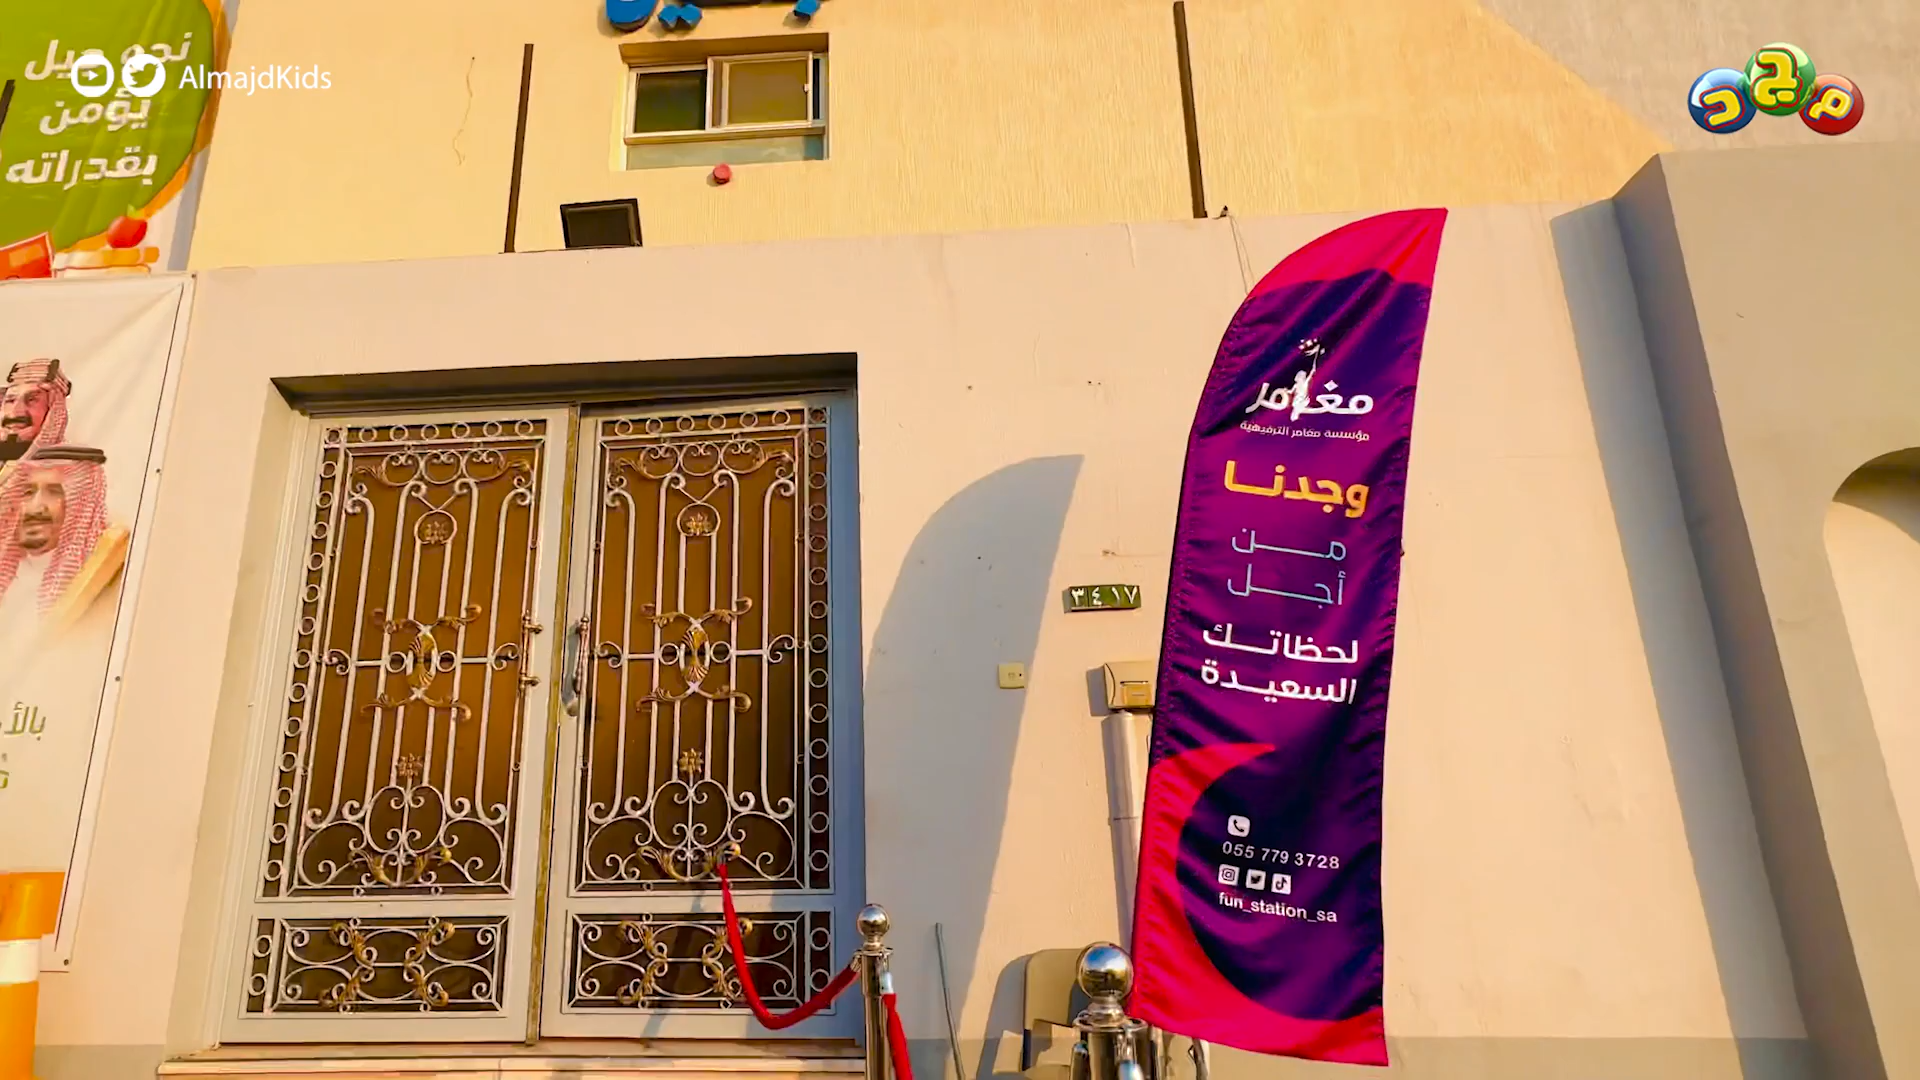 نحو جيل
يؤمن
بقدراته
AlmajdKids
مجد
مغامر
مؤسسة مغامر الترفيهية
وجدنا
من
أجل
لحظاتك
السعيدة
٣٤١٧
055 779 3728
fun_station_sa